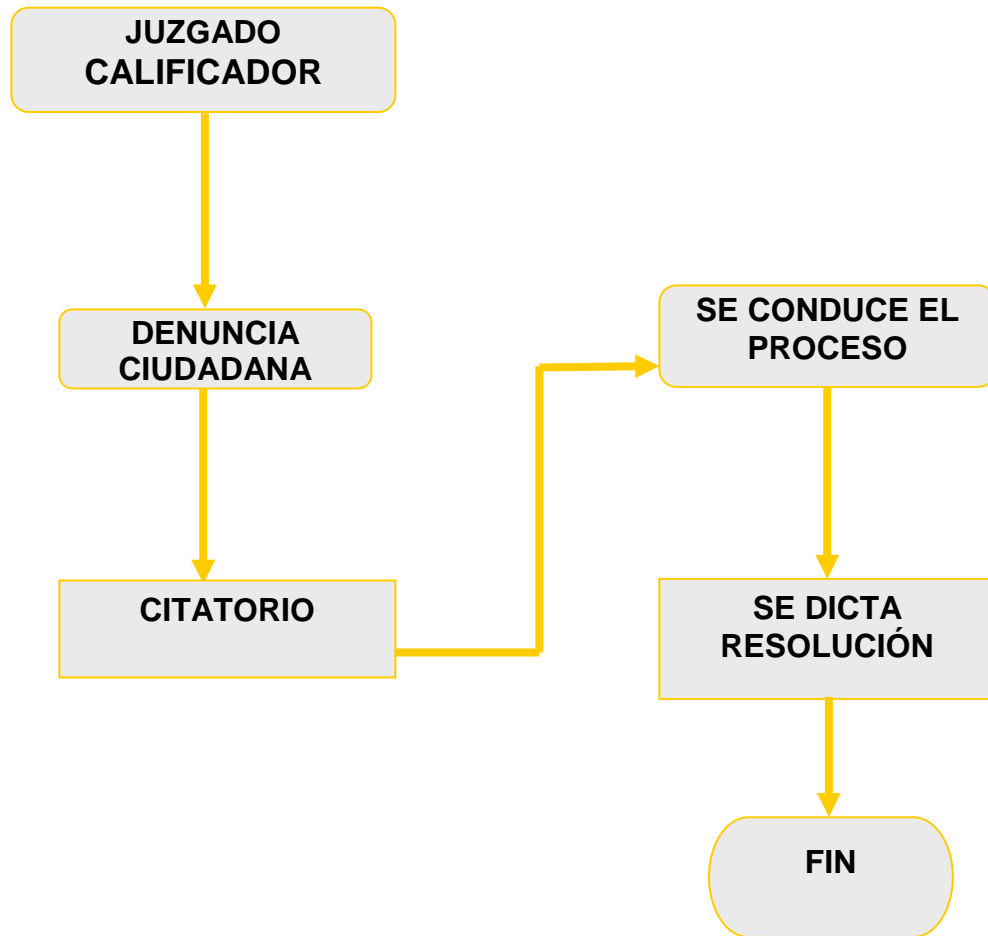 JUZGADO
CALIFICADOR
DENUNCIA
CIUDADANA
CITATORIO
SE CONDUCE EL
PROCESO
SE DICTA
RESOLUCIÓN
FIN